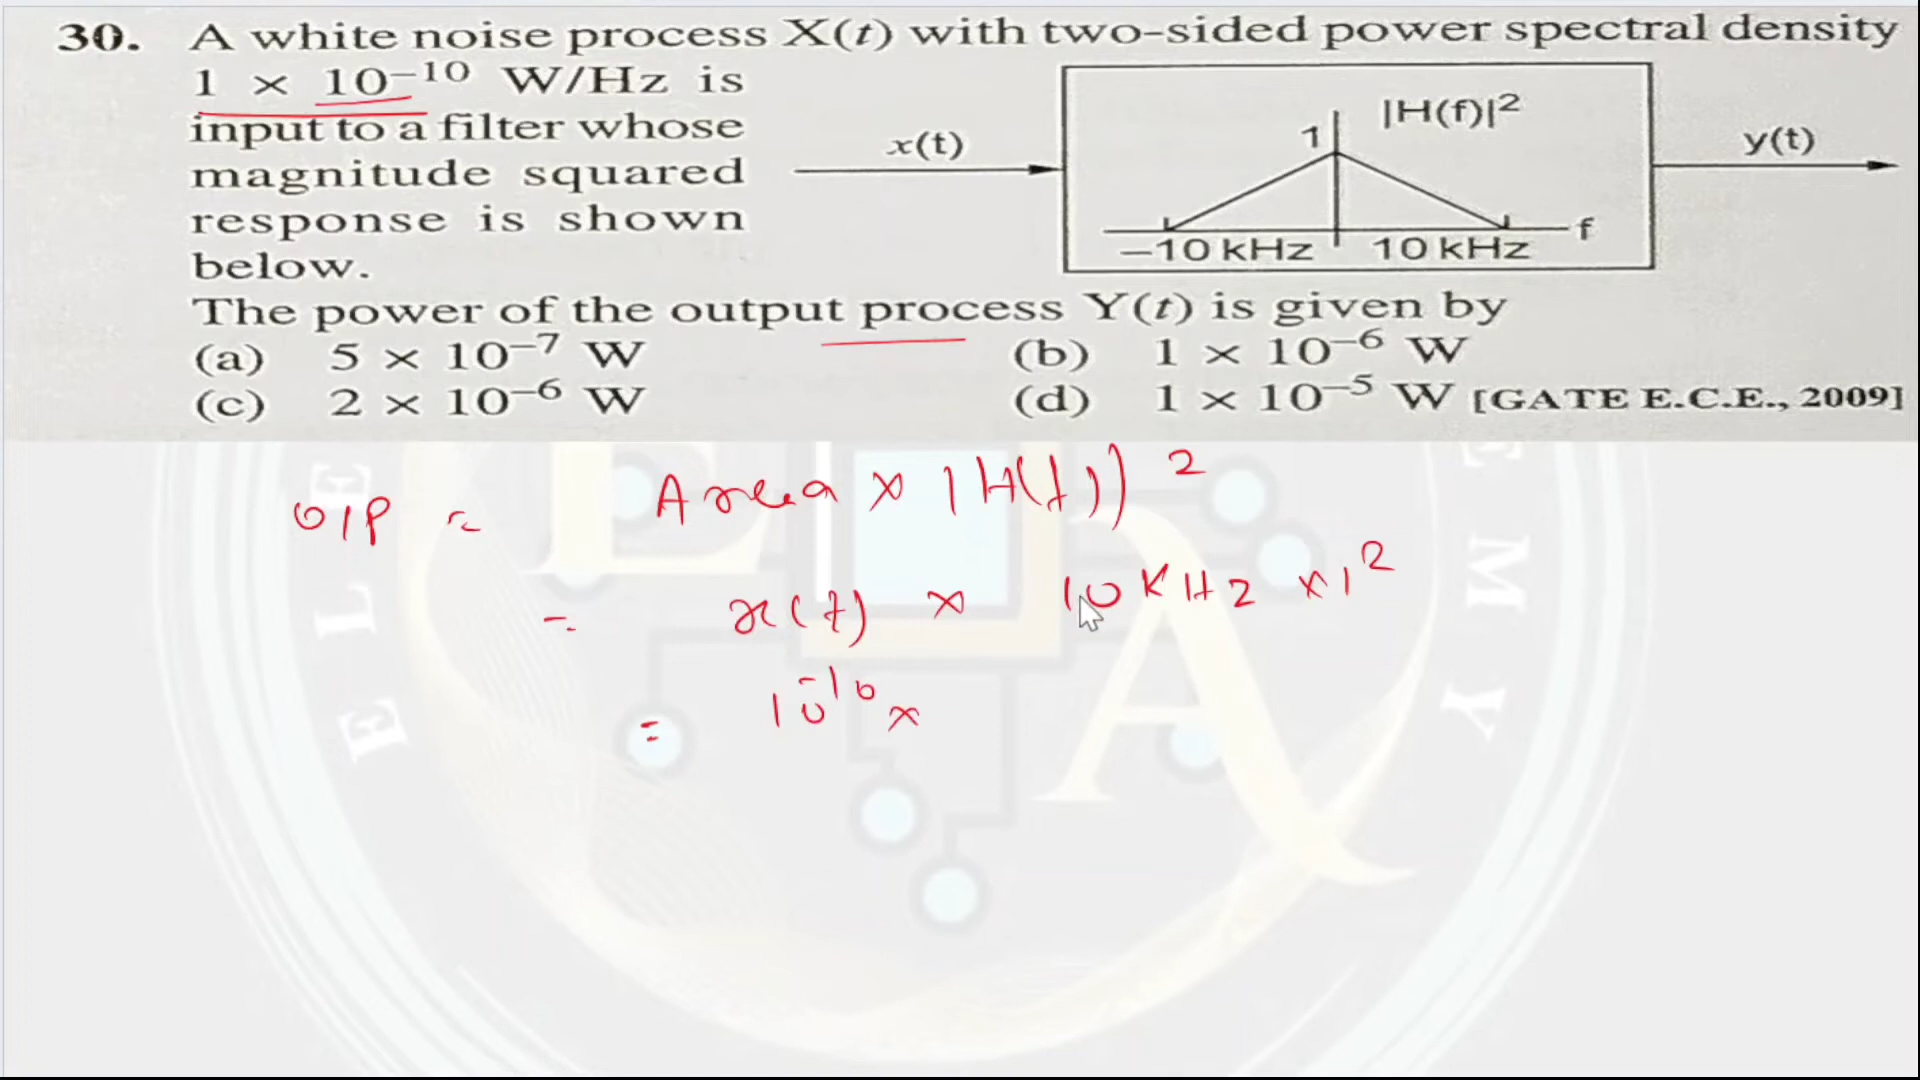 30. A white noise process X(t) with two-sided power spectral density
1 × 10⁻¹⁰ W/Hz is
input to a filter whose
magnitude squared
response is shown
below.
x(t)
1
|H(f)|²
f
−10 kHz 10 kHz
y(t)
The power of the output process Y(t) is given by
(a) 5 × 10⁻⁷ W (b) 1 × 10⁻⁶ W
(c) 2 × 10⁻⁶ W (d) 1 × 10⁻⁵ W [GATE E.C.E., 2009]
O/P = Area × |H(f)|²
= x(t) × 10 KHz × 1²
= 10⁻¹⁰ ×
E L E
E M Y
A